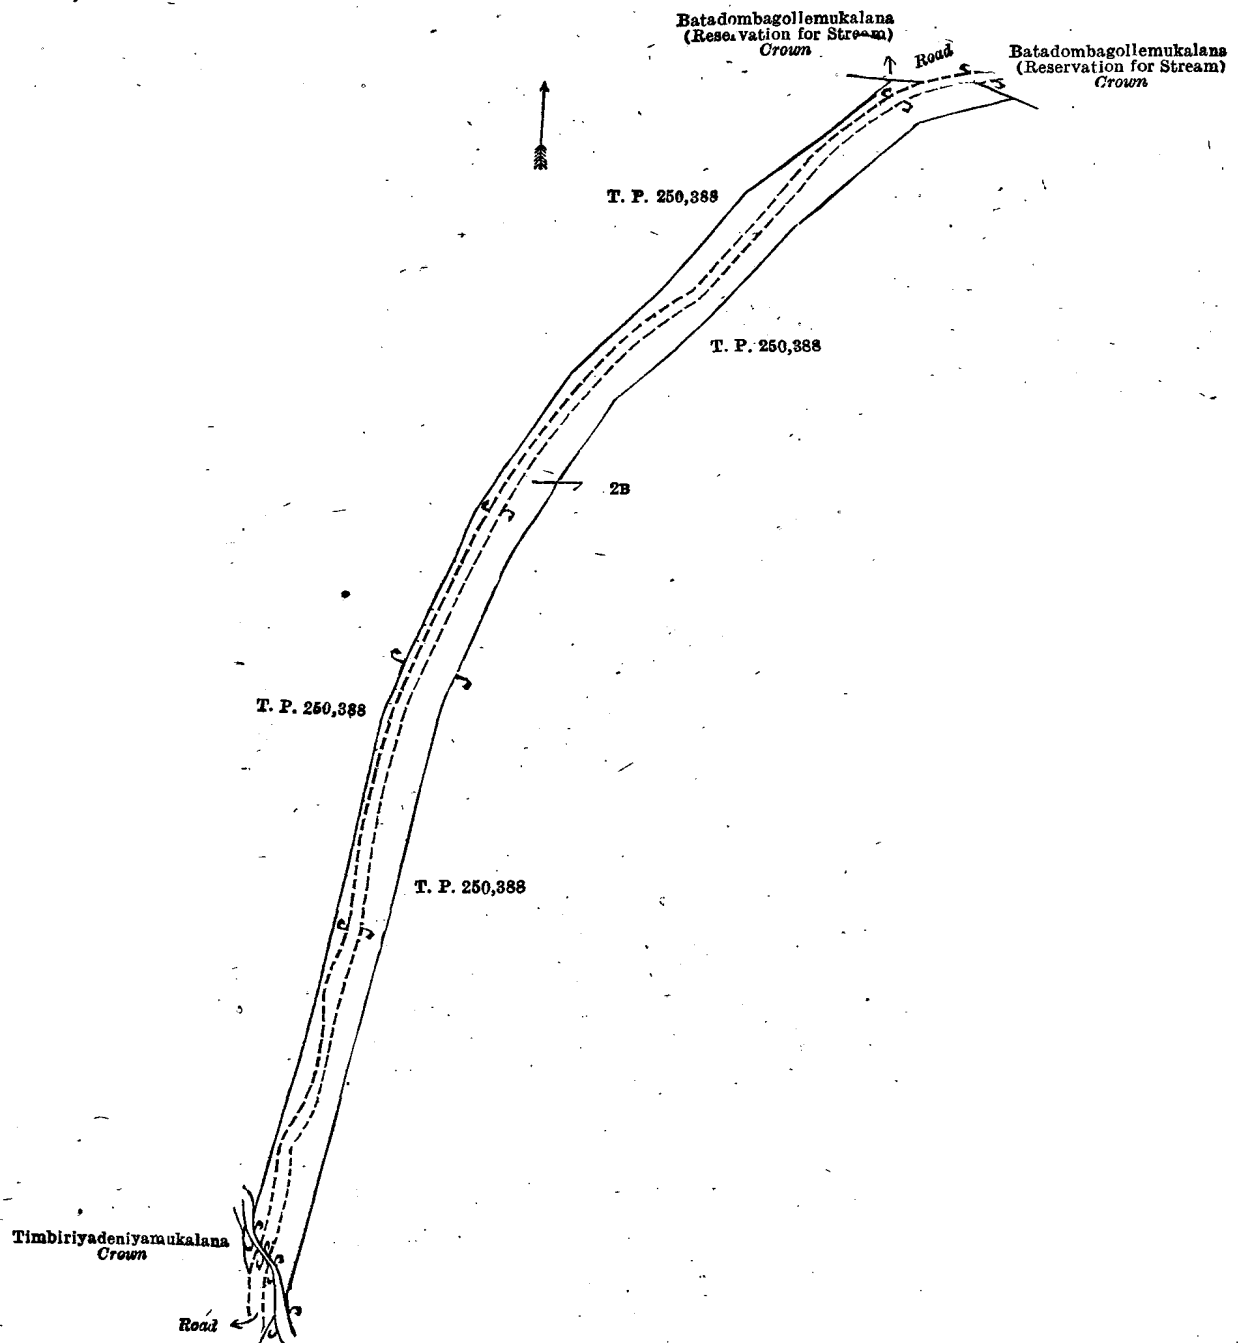 Batadombagollemukalana
(Reservation for Stream)
Crown
Road
Batadombagollemukalana
(Reservation for Stream)
Crown
T. P. 250,388
T. P. 250,388
2B
T. P. 250,388
T. P. 250,388
Timbiriyadeniyamukalana
Crown
Road